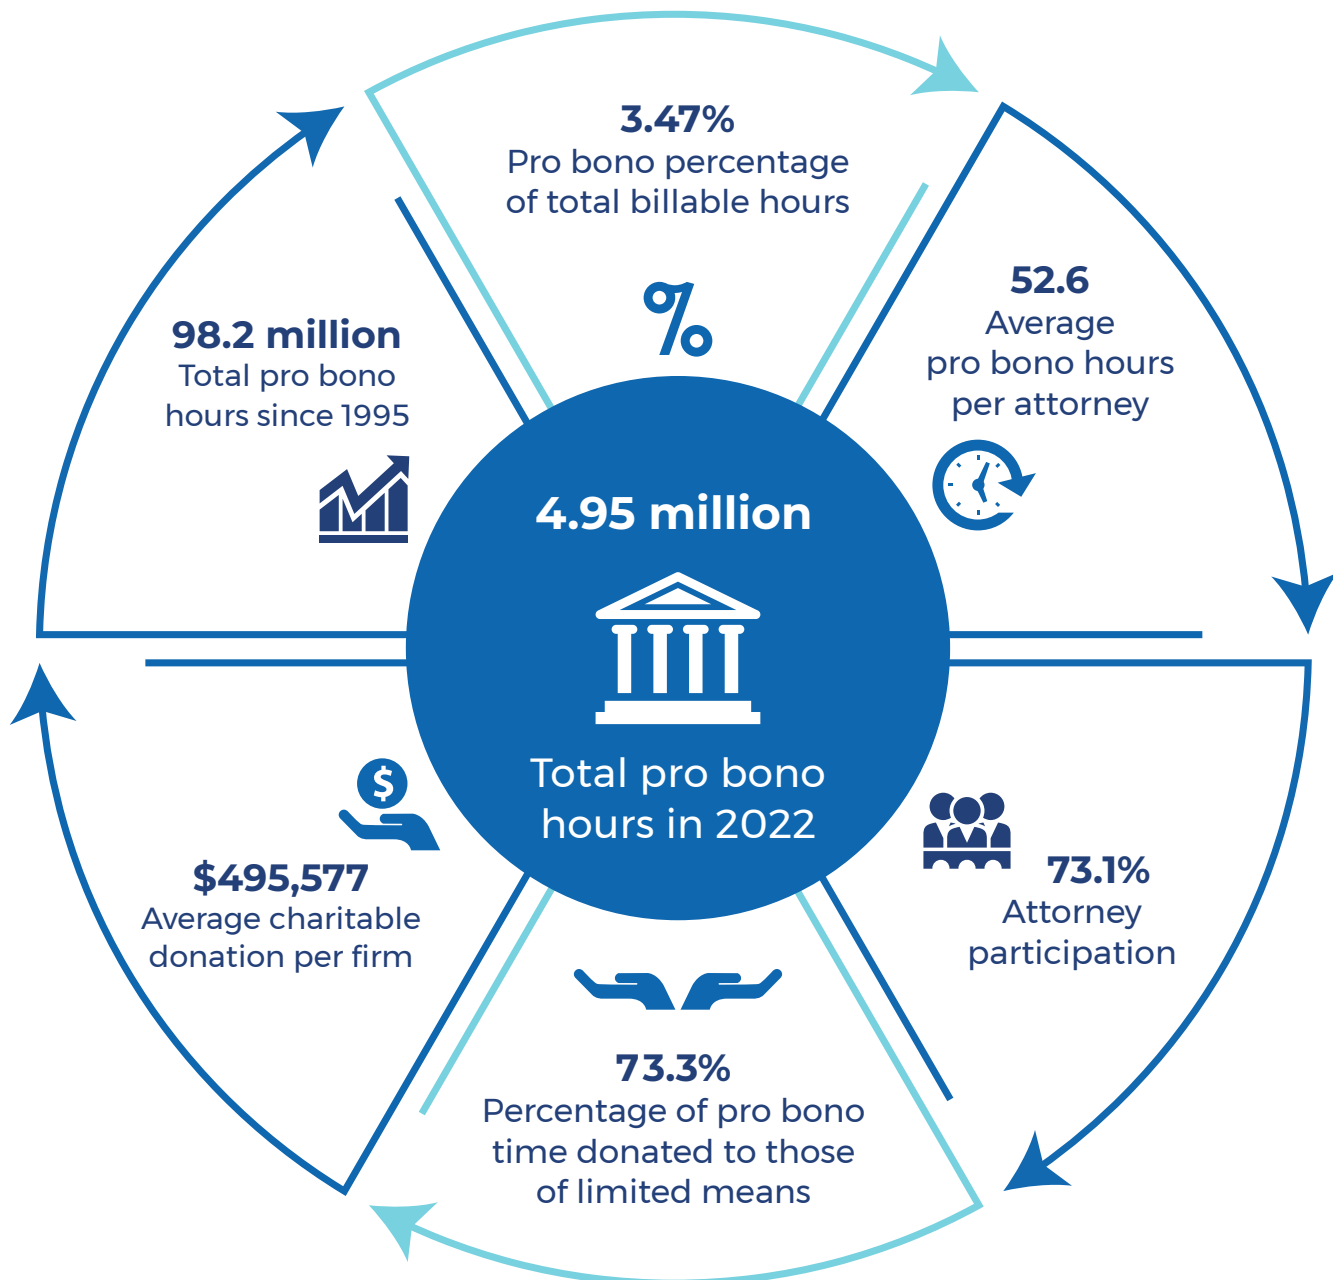 3.47%
Pro bono percentage
of total billable hours
%
52.6
Average
pro bono hours
per attorney
73.1%
Attorney
participation
73.3%
Percentage of pro bono
time donated to those
of limited means
$
$495,577
Average charitable
donation per firm
98.2 million
Total pro bono
hours since 1995
4.95 million
Total pro bono
hours in 2022